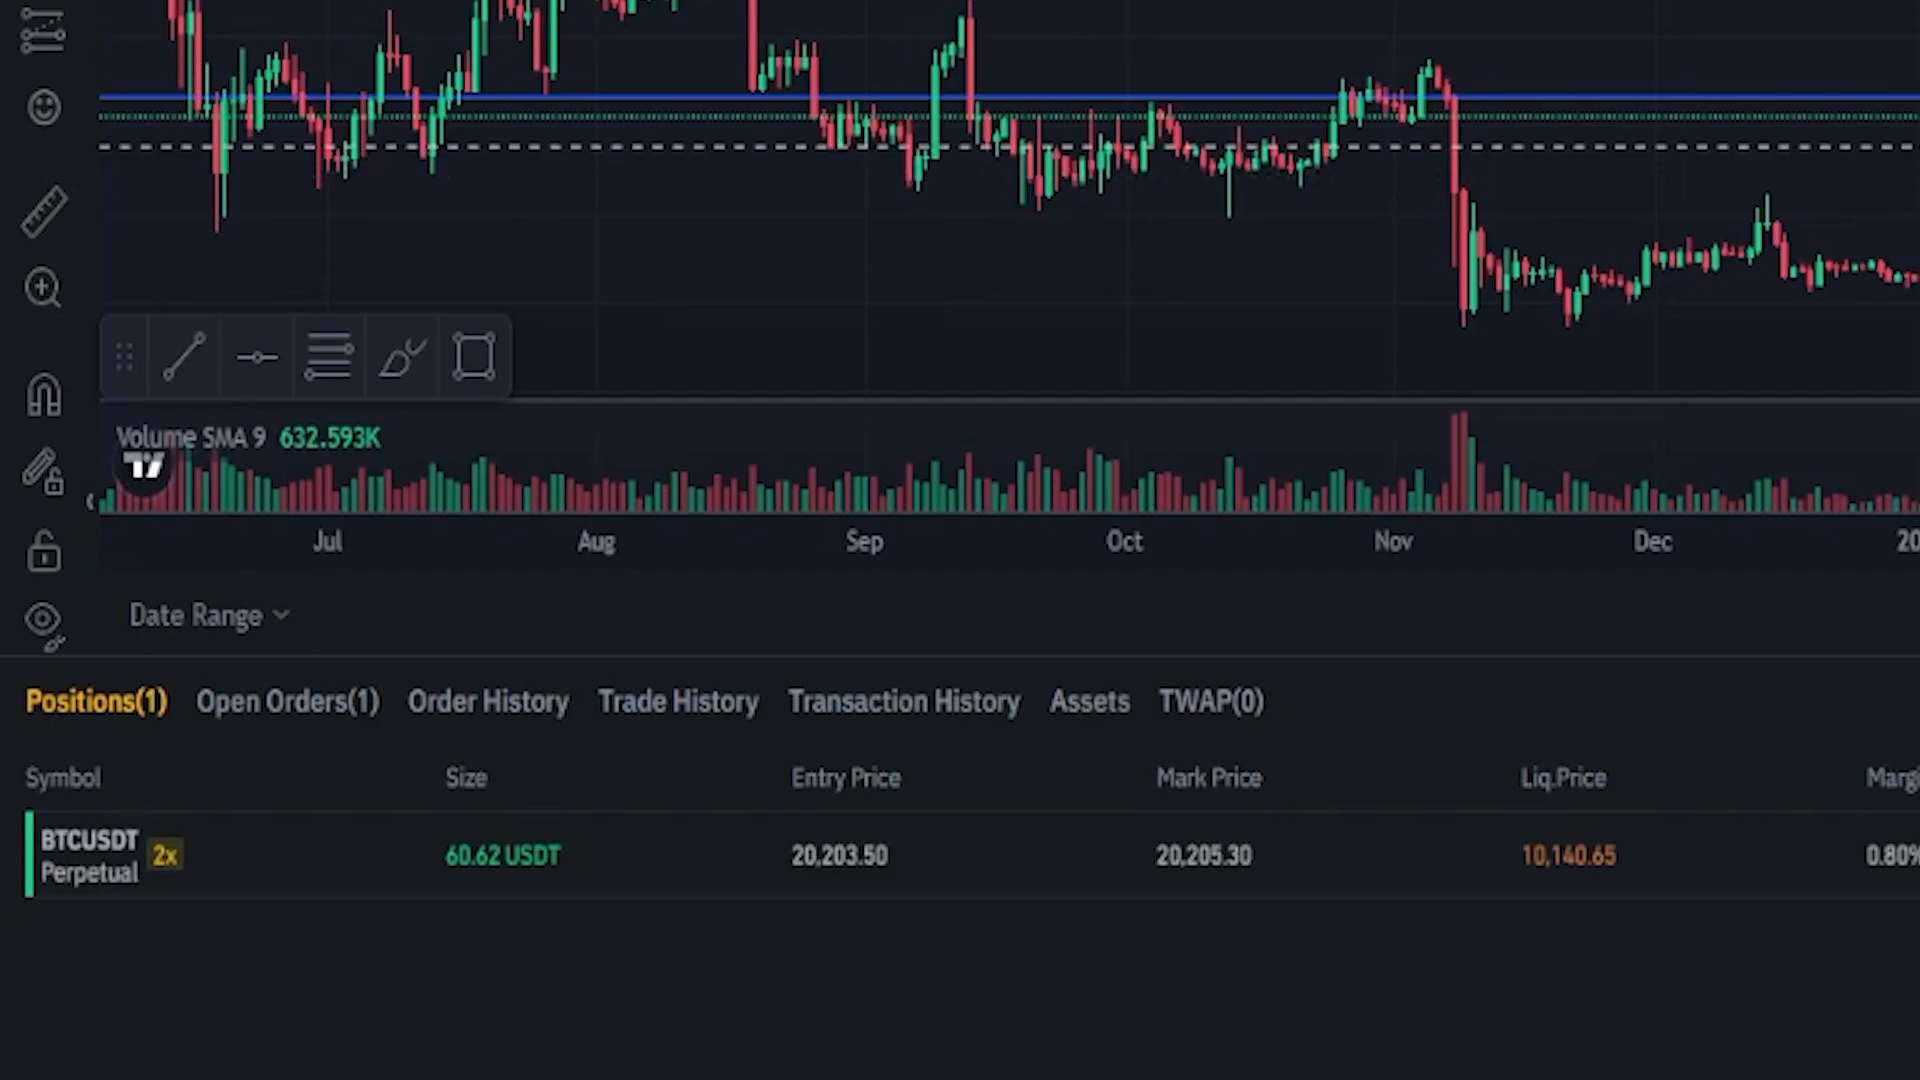 Volume SMA 9 632.593K
Jul Aug Sep Oct Nov Dec 20
Date Range
Positions(1) Open Orders(1) Order History Trade History Transaction History Assets TWAP(0)
Symbol Size Entry Price Mark Price Liq.Price Margi
BTCUSDT 2x 60.62 USDT 20,203.50 20,205.30 10,140.65 0.80%
Perpetual